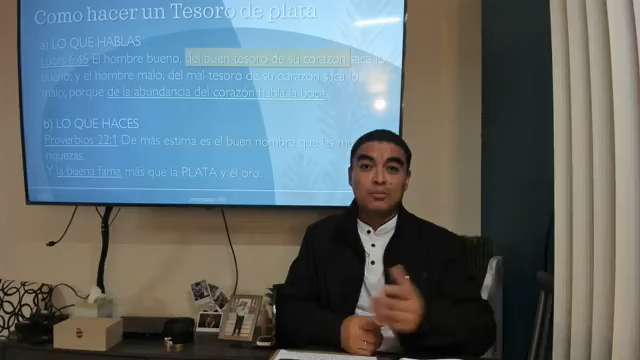 Como hacer un Tesoro de plata
a) LO QUE HABLAS
Lucas 6:45 El hombre bueno, del buen tesoro de su corazón saca lo
bueno; y el hombre malo, del mal tesoro de su corazón saca lo
malo; porque de la abundancia del corazón habla la boca.
b) LO QUE HACES
Proverbios 22:1 De más estima es el buen nombre que las
riquezas,
Y la buena fama más que la PLATA y el oro.